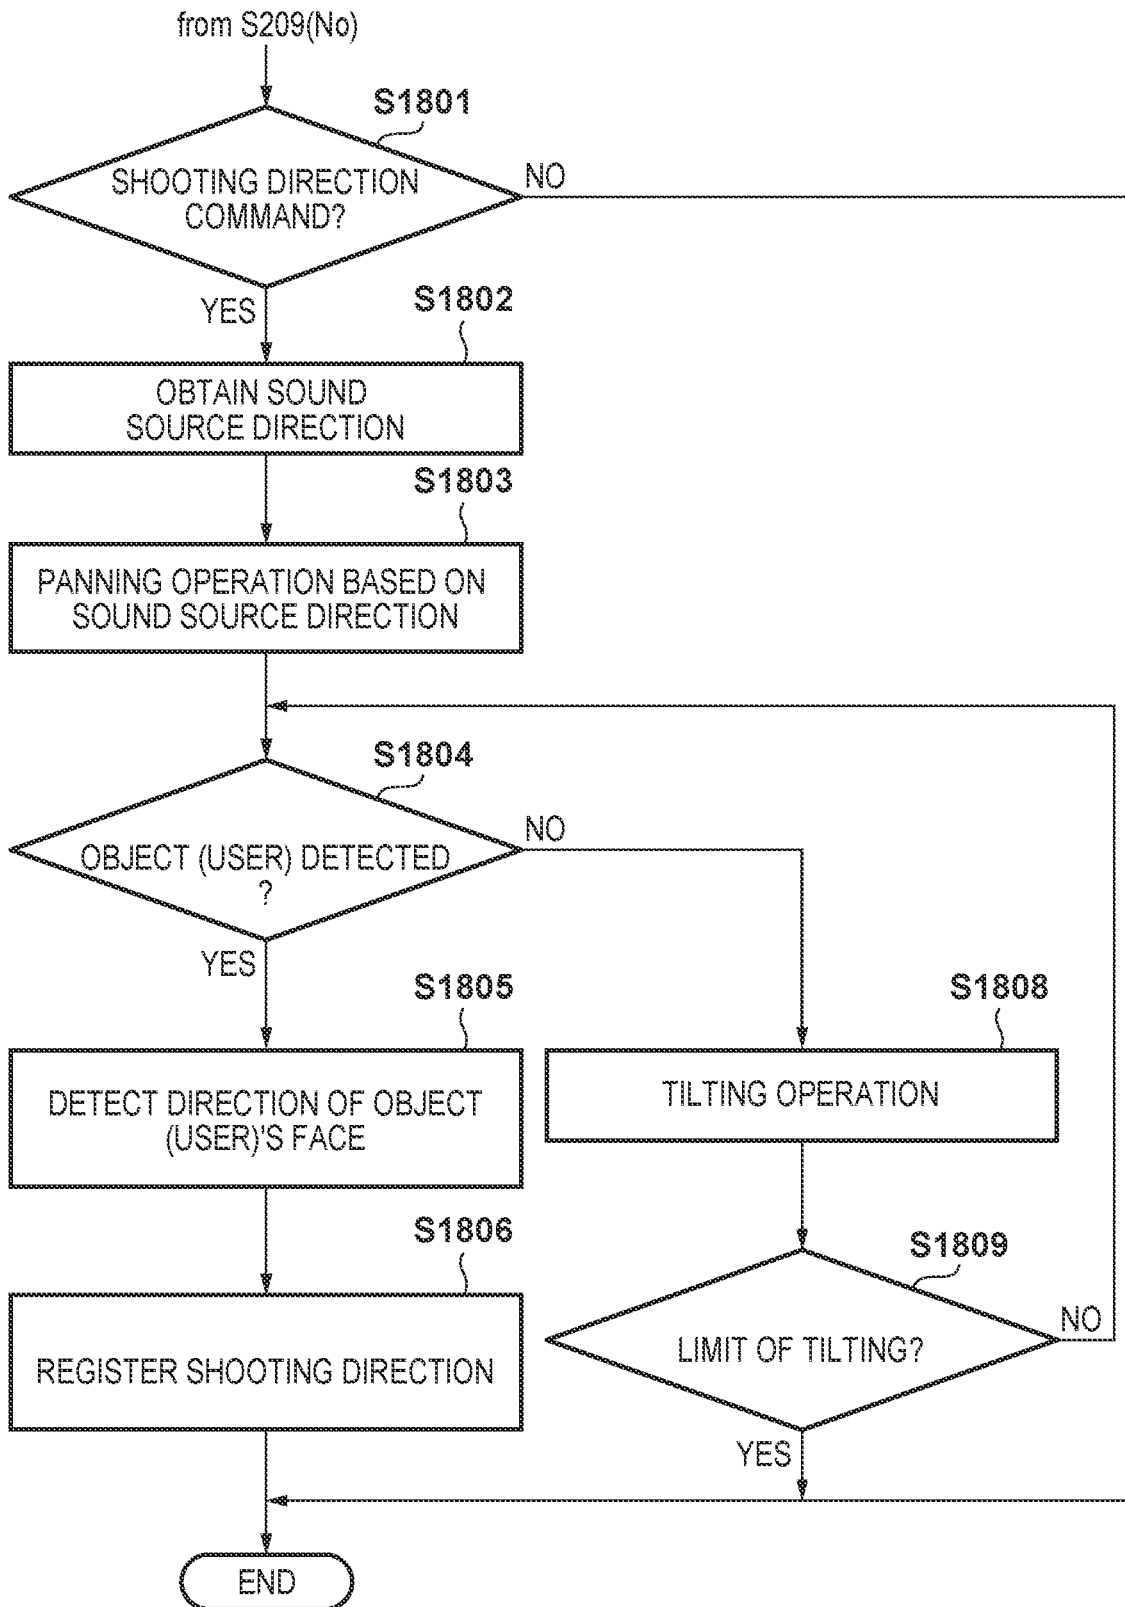 from S209(No)
S1801
SHOOTING DIRECTION
COMMAND?
NO
YES
S1802
OBTAIN SOUND
SOURCE DIRECTION
S1803
PANNING OPERATION BASED ON
SOUND SOURCE DIRECTION
S1804
OBJECT (USER) DETECTED
?
NO
YES
S1805
DETECT DIRECTION OF OBJECT
(USER)'S FACE
S1808
TILTING OPERATION
S1806
REGISTER SHOOTING DIRECTION
S1809
LIMIT OF TILTING?
NO
YES
END